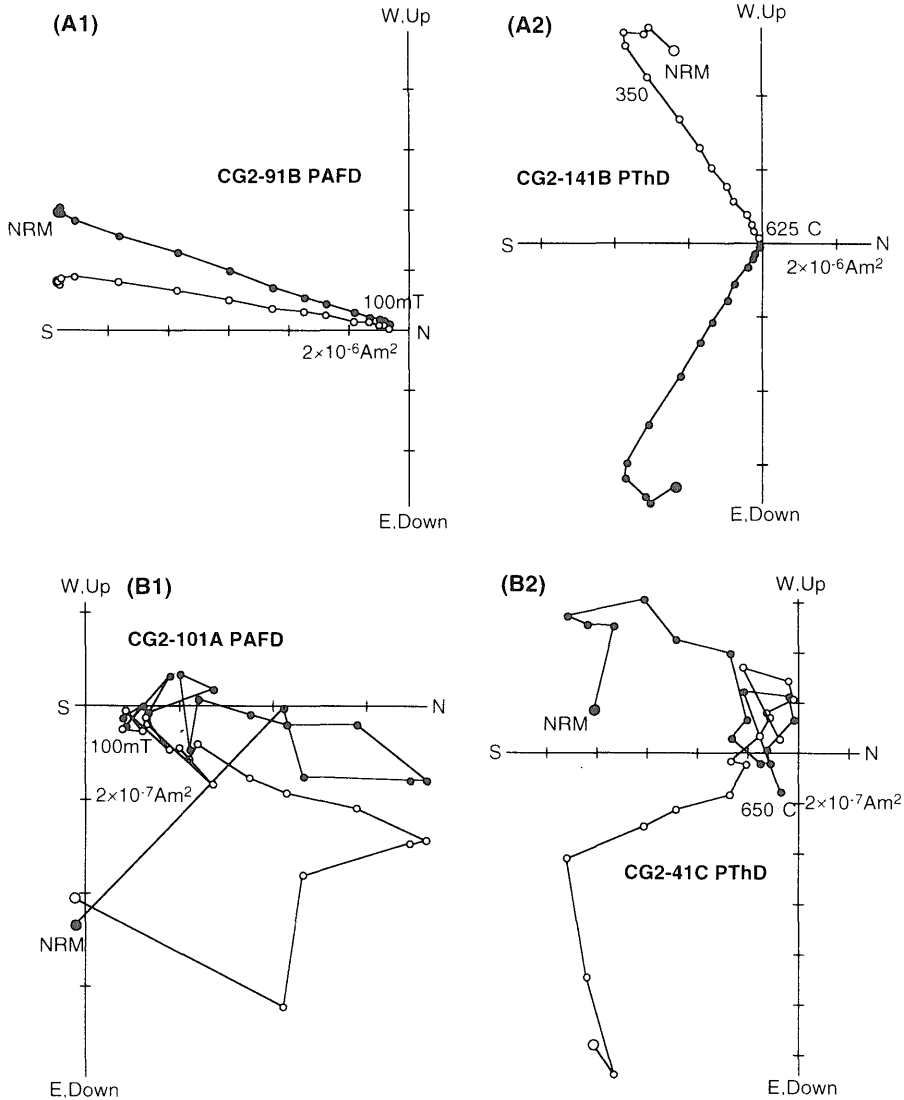 (A1)
W,Up
CG2-91B PAFD
NRM
100mT
S
N
2×10-6Am2
E,Down
(A2)
W,Up
NRM
350
CG2-141B PThD
625 C
S
N
2×10-6Am2
E,Down
(B1)
W,Up
CG2-101A PAFD
S
N
100mT
2×10-7Am2
NRM
E,Down
(B2)
W,Up
NRM
S
N
650 C
2×10-7Am2
CG2-41C PThD
E,Down